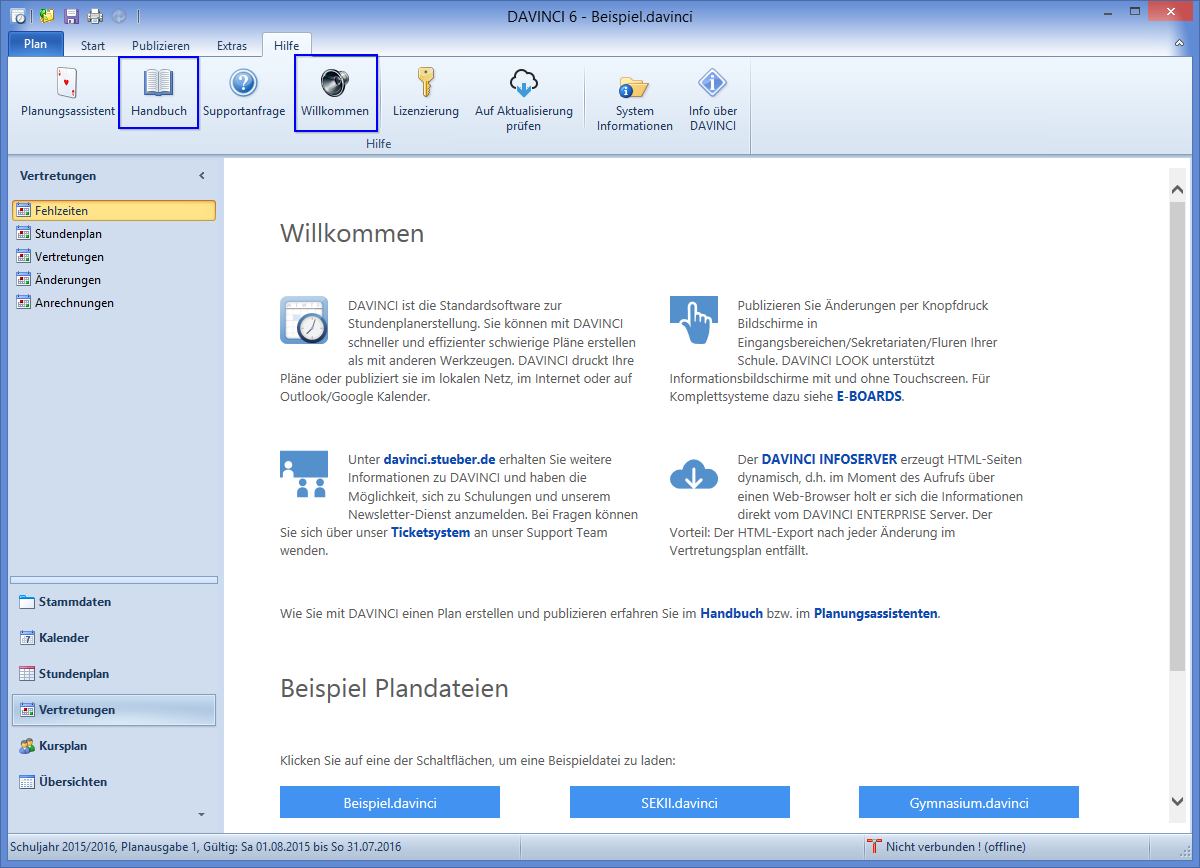 DAVINCI 6 - Beispiel.davinci
Plan
Start
Publizieren
Extras
Hilfe
Planungsassistent
Handbuch
Supportanfrage
Willkommen
Lizenzierung
Auf Aktualisierung
prüfen
System
Informationen
Info über
DAVINCI
Hilfe
Vertretungen
Fehlzeiten
Stundenplan
Vertretungen
Änderungen
Anrechnungen
Stammdaten
Kalender
Stundenplan
Vertretungen
Kursplan
Übersichten
Willkommen
DAVINCI ist die Standardsoftware zur
Stundenplanerstellung. Sie können mit DAVINCI
schneller und effizienter schwierige Pläne erstellen
als mit anderen Werkzeugen. DAVINCI druckt Ihre
Pläne oder publiziert sie im lokalen Netz, im Internet oder auf
Outlook/Google Kalender.
Publizieren Sie Änderungen per Knopfdruck
Bildschirme in
Eingangsbereichen/Sekretariaten/Fluren Ihrer
Schule. DAVINCI LOOK unterstützt
Informationsbildschirme mit und ohne Touchscreen. Für
Komplettsysteme dazu siehe E-BOARDS.
Unter davinci.stueber.de erhalten Sie weitere
Informationen zu DAVINCI und haben die
Möglichkeit, sich zu Schulungen und unserem
Newsletter-Dienst anzumelden. Bei Fragen können
Sie sich über unser Ticketsystem an unser Support Team
wenden.
Der DAVINCI INFOSERVER erzeugt HTML-Seiten
dynamisch, d.h. im Moment des Aufrufs über
einen Web-Browser holt er sich die Informationen
direkt vom DAVINCI ENTERPRISE Server. Der
Vorteil: Der HTML-Export nach jeder Änderung im
Vertretungsplan entfällt.
Wie Sie mit DAVINCI einen Plan erstellen und publizieren erfahren Sie im Handbuch bzw. im Planungsassistenten.
Beispiel Plandateien
Klicken Sie auf eine der Schaltflächen, um eine Beispieldatei zu laden:
Beispiel.davinci
SEKII.davinci
Gymnasium.davinci
Schuljahr 2015/2016, Planausgabe 1, Gültig: Sa 01.08.2015 bis So 31.07.2016
Nicht verbunden ! (offline)